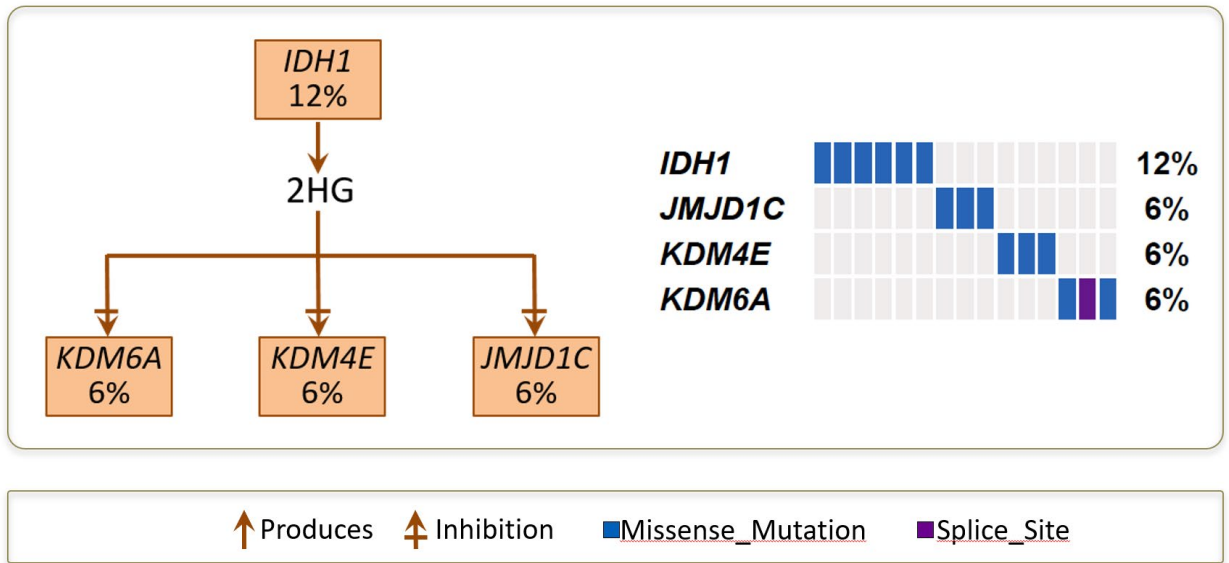 IDH1
12%
2HG
KDM6A
6%
KDM4E
6%
JMJD1C
6%
IDH1 12%
JMJD1C 6%
KDM4E 6%
KDM6A 6%
Produces Inhibition Missense_Mutation Splice_Site